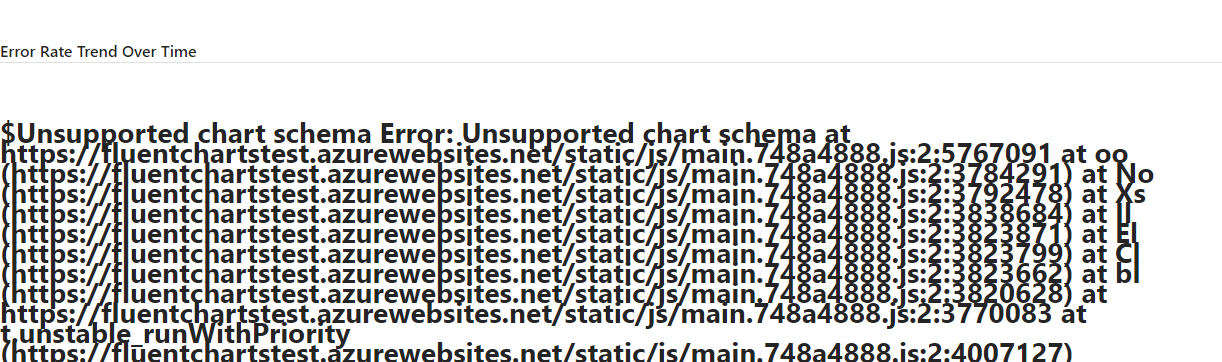 Error Rate Trend Over Time
$Unsupported chart schema Error: Unsupported chart schema at
https://fluentchartstest.azurewebsites.net/static/js/main.748a4888.js:2:5767091 at oo
(https://fluentchartstest.azurewebsites.net/static/js/main.748a4888.js:2:3784291) at No
(https://fluentchartstest.azurewebsites.net/static/js/main.748a4888.js:2:3792478) at Xs
(https://fluentchartstest.azurewebsites.net/static/js/main.748a4888.js:2:3838684) at Il
(https://fluentchartstest.azurewebsites.net/static/js/main.748a4888.js:2:3823871) at El
(https://fluentchartstest.azurewebsites.net/static/js/main.748a4888.js:2:3823799) at Cl
(https://fluentchartstest.azurewebsites.net/static/js/main.748a4888.js:2:3823662) at bl
(https://fluentchartstest.azurewebsites.net/static/js/main.748a4888.js:2:3820628) at
https://fluentchartstest.azurewebsites.net/static/js/main.748a4888.js:2:3770083 at
t.unstable_runWithPriority
(https://fluentchartstest.azurewebsites.net/static/js/main.748a4888.js:2:4007127)